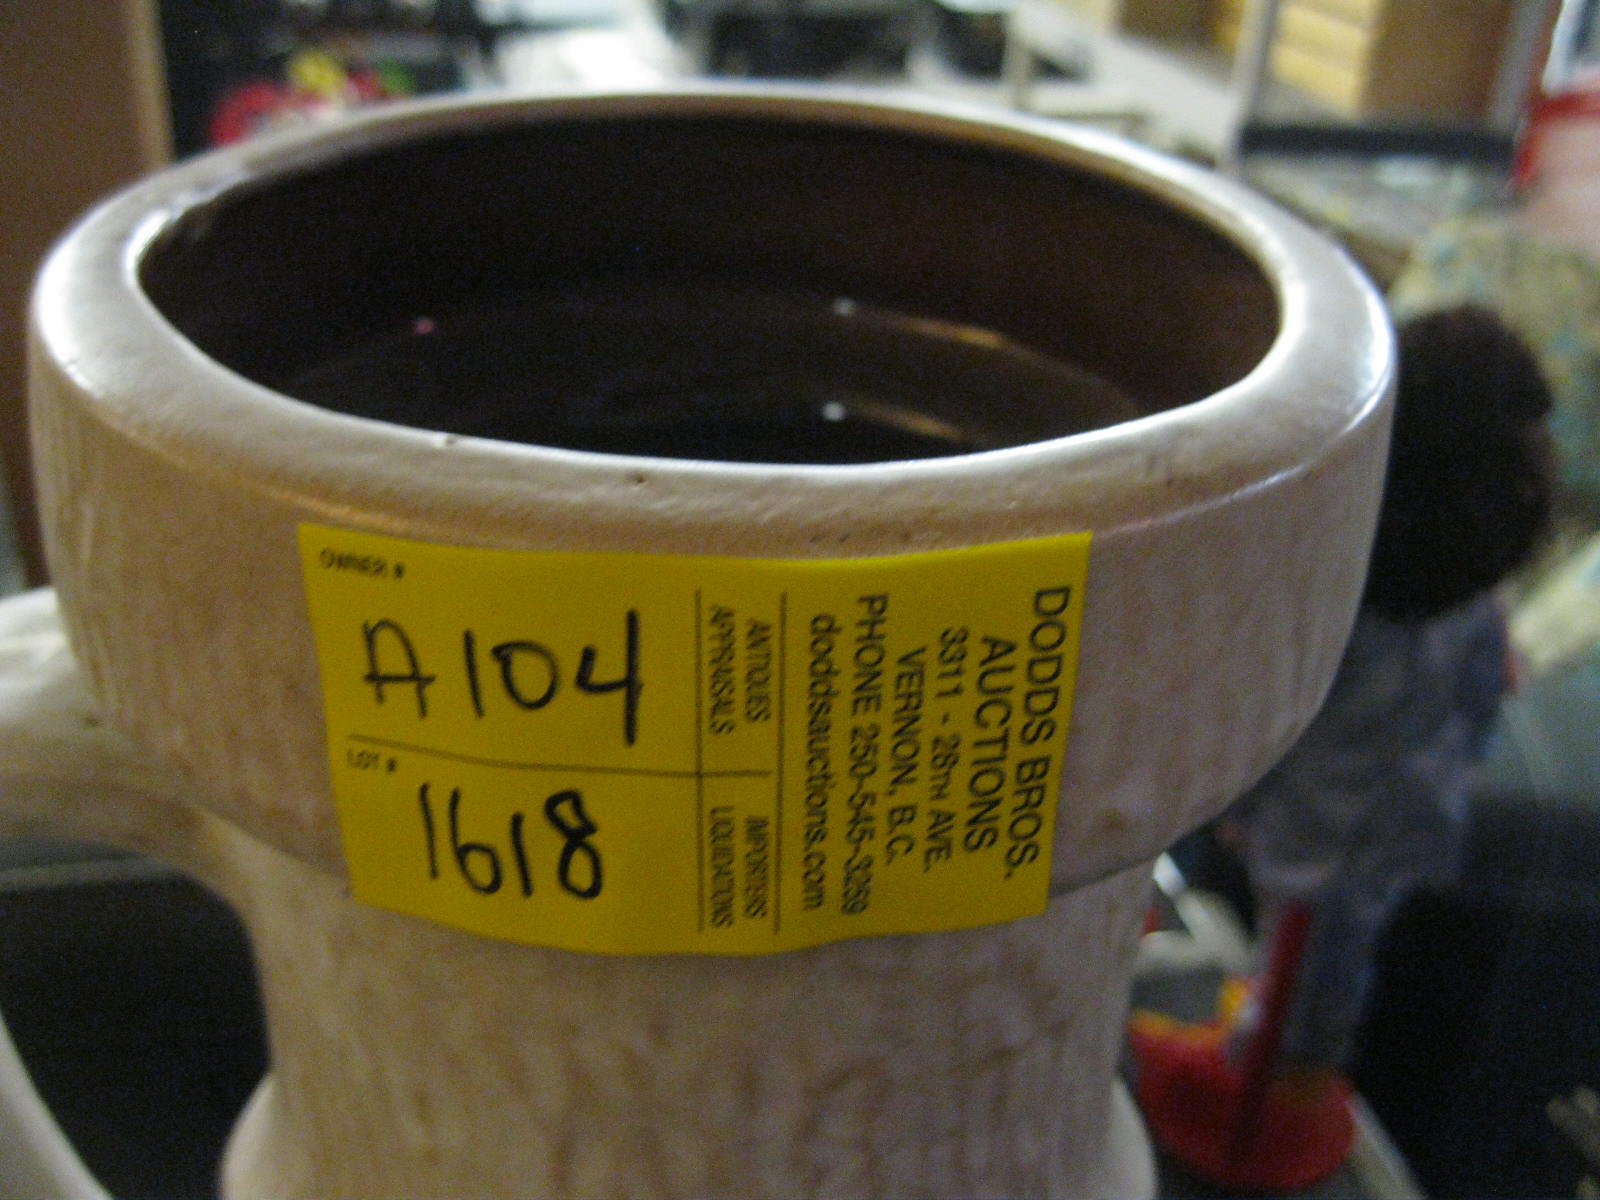 OWNER #
A104
LOT #
1618
ANTIQUES
APPRAISALS
IMPORTERS
LIQUIDATIONS
DODDS BROS.
AUCTIONS
3311 - 28TH AVE.
VERNON, B.C.
PHONE 250-545-3259
doddsauctions.com